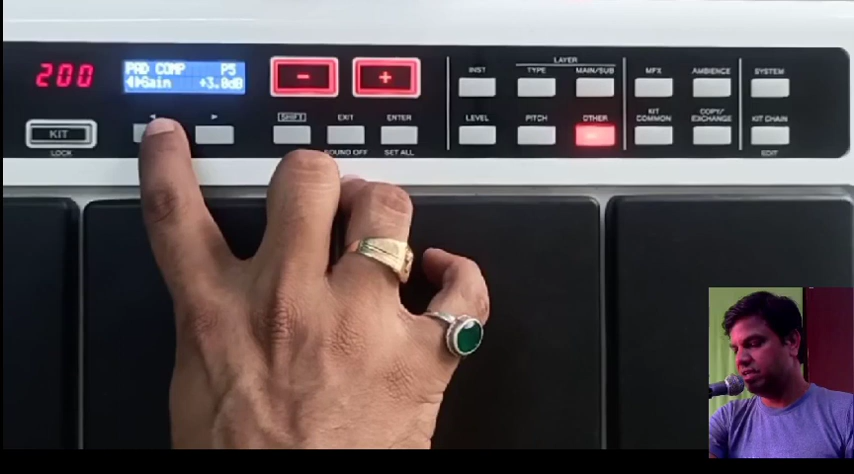 200
PAD COMP P5
Gain +3.0dB
-
+
KIT
LOCK
SHIFT
EXIT
ENTER
SOUND OFF
SET ALL
LAYER
INST
TYPE
MAIN/SUB
MFX
AMBIENCE
SYSTEM
LEVEL
PITCH
OTHER
KIT
COMMON
COPY/
EXCHANGE
KIT CHAIN
EDIT